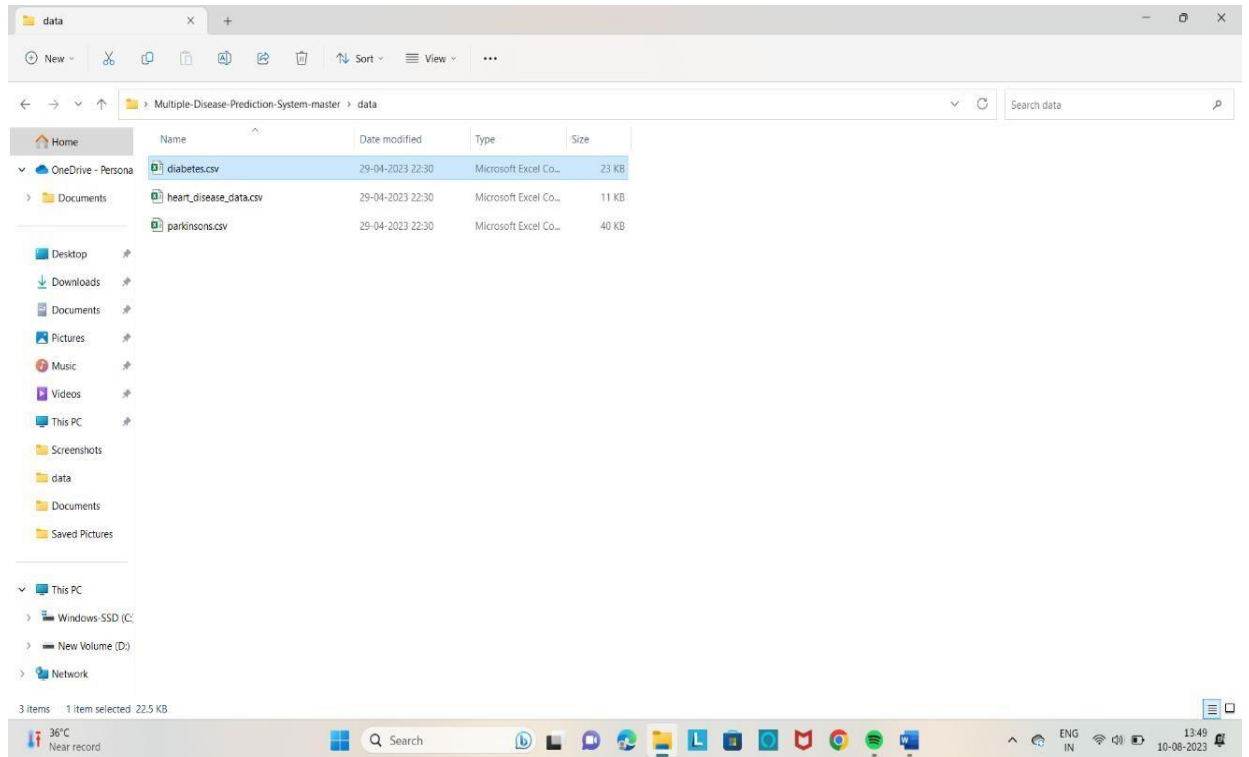 data
New
Sort
View
Multiple-Disease-Prediction-System-master > data
Search data
Home
OneDrive - Persona
Documents
Desktop
Downloads
Documents
Pictures
Music
Videos
This PC
Screenshots
data
Documents
Saved Pictures
This PC
Windows-SSD (C:
New Volume (D:)
Network
Name Date modified Type Size
diabetes.csv 29-04-2023 22:30 Microsoft Excel Co... 23 KB
heart_disease_data.csv 29-04-2023 22:30 Microsoft Excel Co... 11 KB
parkinsons.csv 29-04-2023 22:30 Microsoft Excel Co... 40 KB
3 items 1 item selected 22.5 KB
36°C
Near record
Search
ENG
IN
13:49
10-08-2023